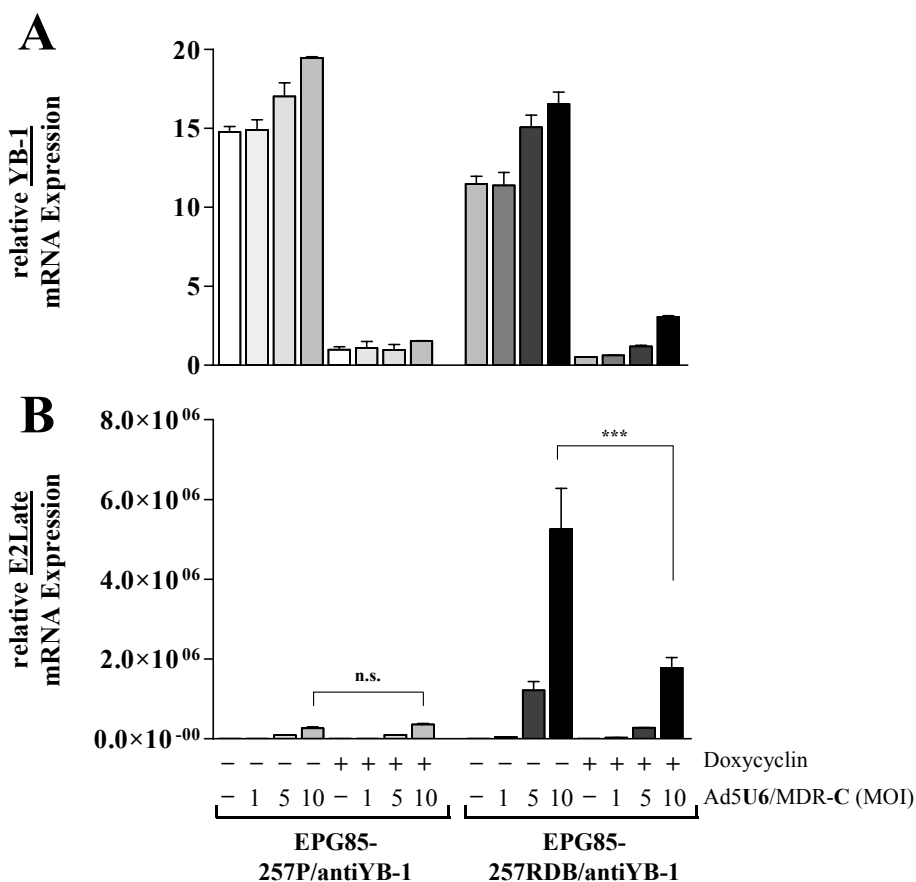 A
relative YB-1
mRNA Expression
20
15
10
5
0
B
relative E2Late
mRNA Expression
8.0×10⁰⁶
6.0×10⁰⁶
4.0×10⁰⁶
2.0×10⁰⁶
0.0×10⁻⁰⁰
n.s.
***
− − − − + + + + − − − − + + + + Doxycyclin
− 1 5 10 − 1 5 10 − 1 5 10 − 1 5 10 Ad5U6/MDR-C (MOI)
EPG85-
257P/antiYB-1
EPG85-
257RDB/antiYB-1